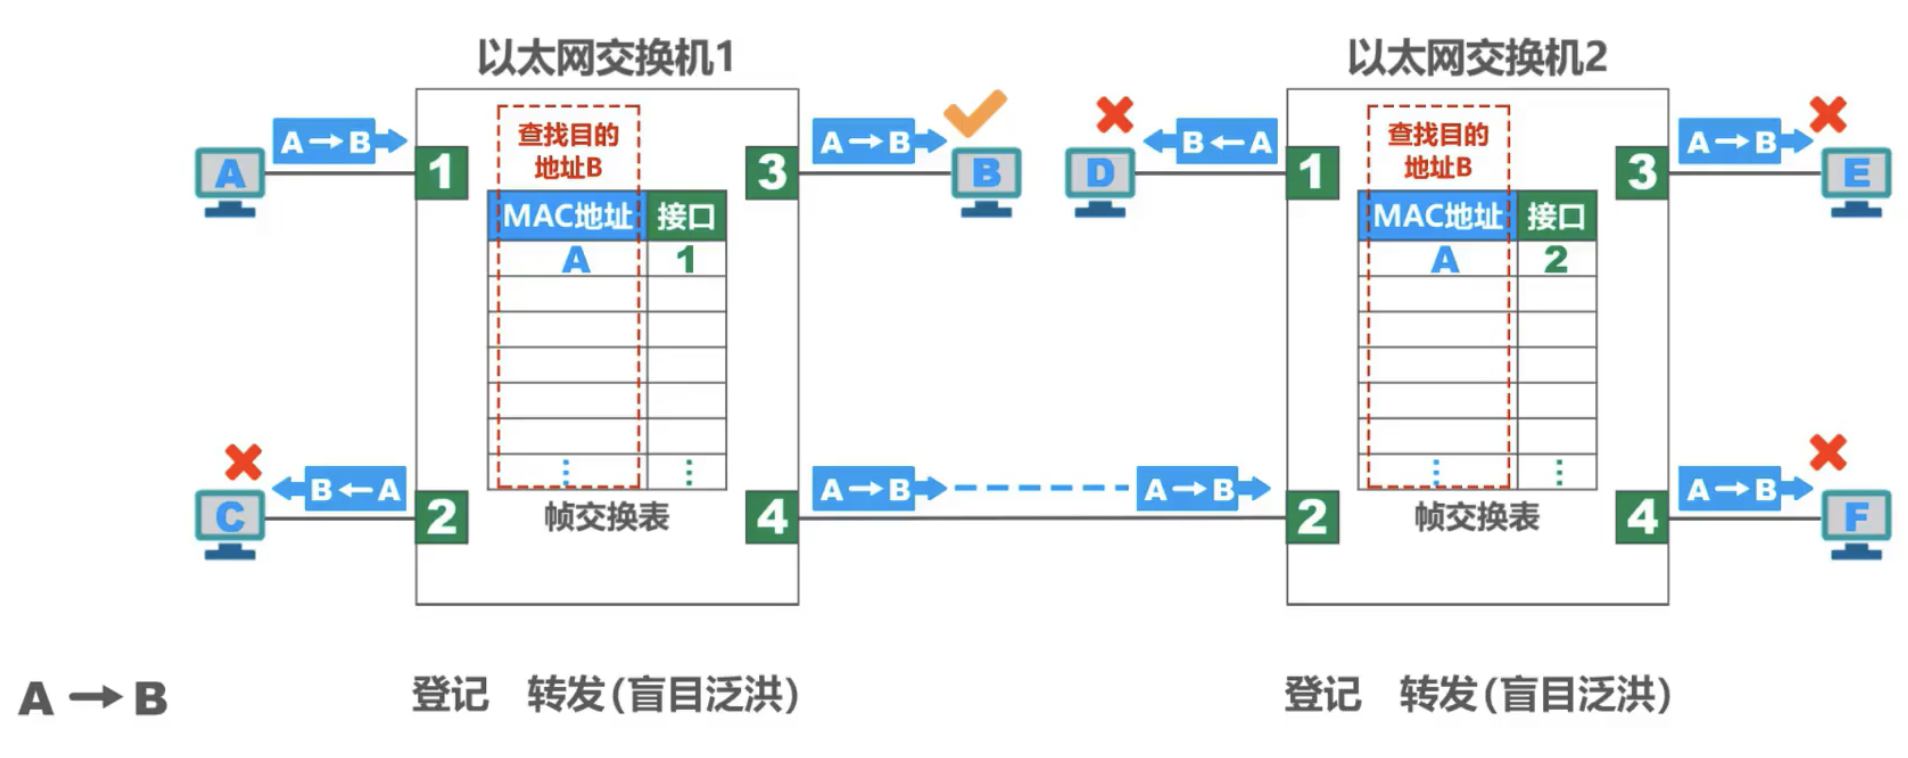 以太网交换机1
以太网交换机2
A→B
A→B
B←A
A→B
查找目的
地址B
查找目的
地址B
A
1
3
B
D
1
3
E
MAC地址 接口
MAC地址 接口
A 1
A 2
B←A
A→B
A→B
A→B
C
2
帧交换表
4
2
帧交换表
4
F
A→B
登记 转发(盲目泛洪)
登记 转发(盲目泛洪)